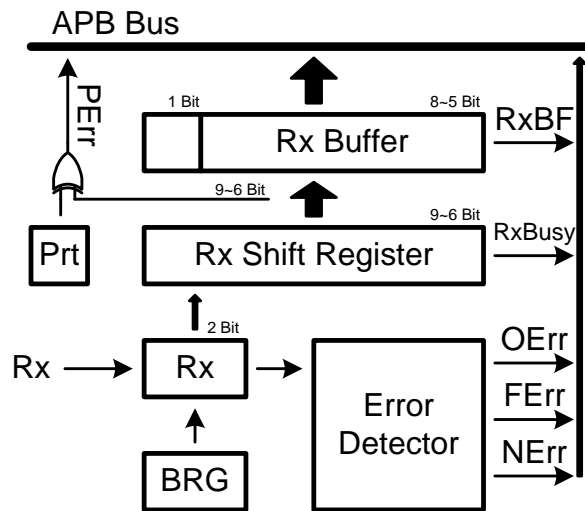 APB Bus
PErr
1 Bit
8~5 Bit
Rx Buffer
RxBF
9~6 Bit
9~6 Bit
Prt
Rx Shift Register
RxBusy
2 Bit
Rx
Rx
OErr
Error
Detector
FErr
NErr
BRG